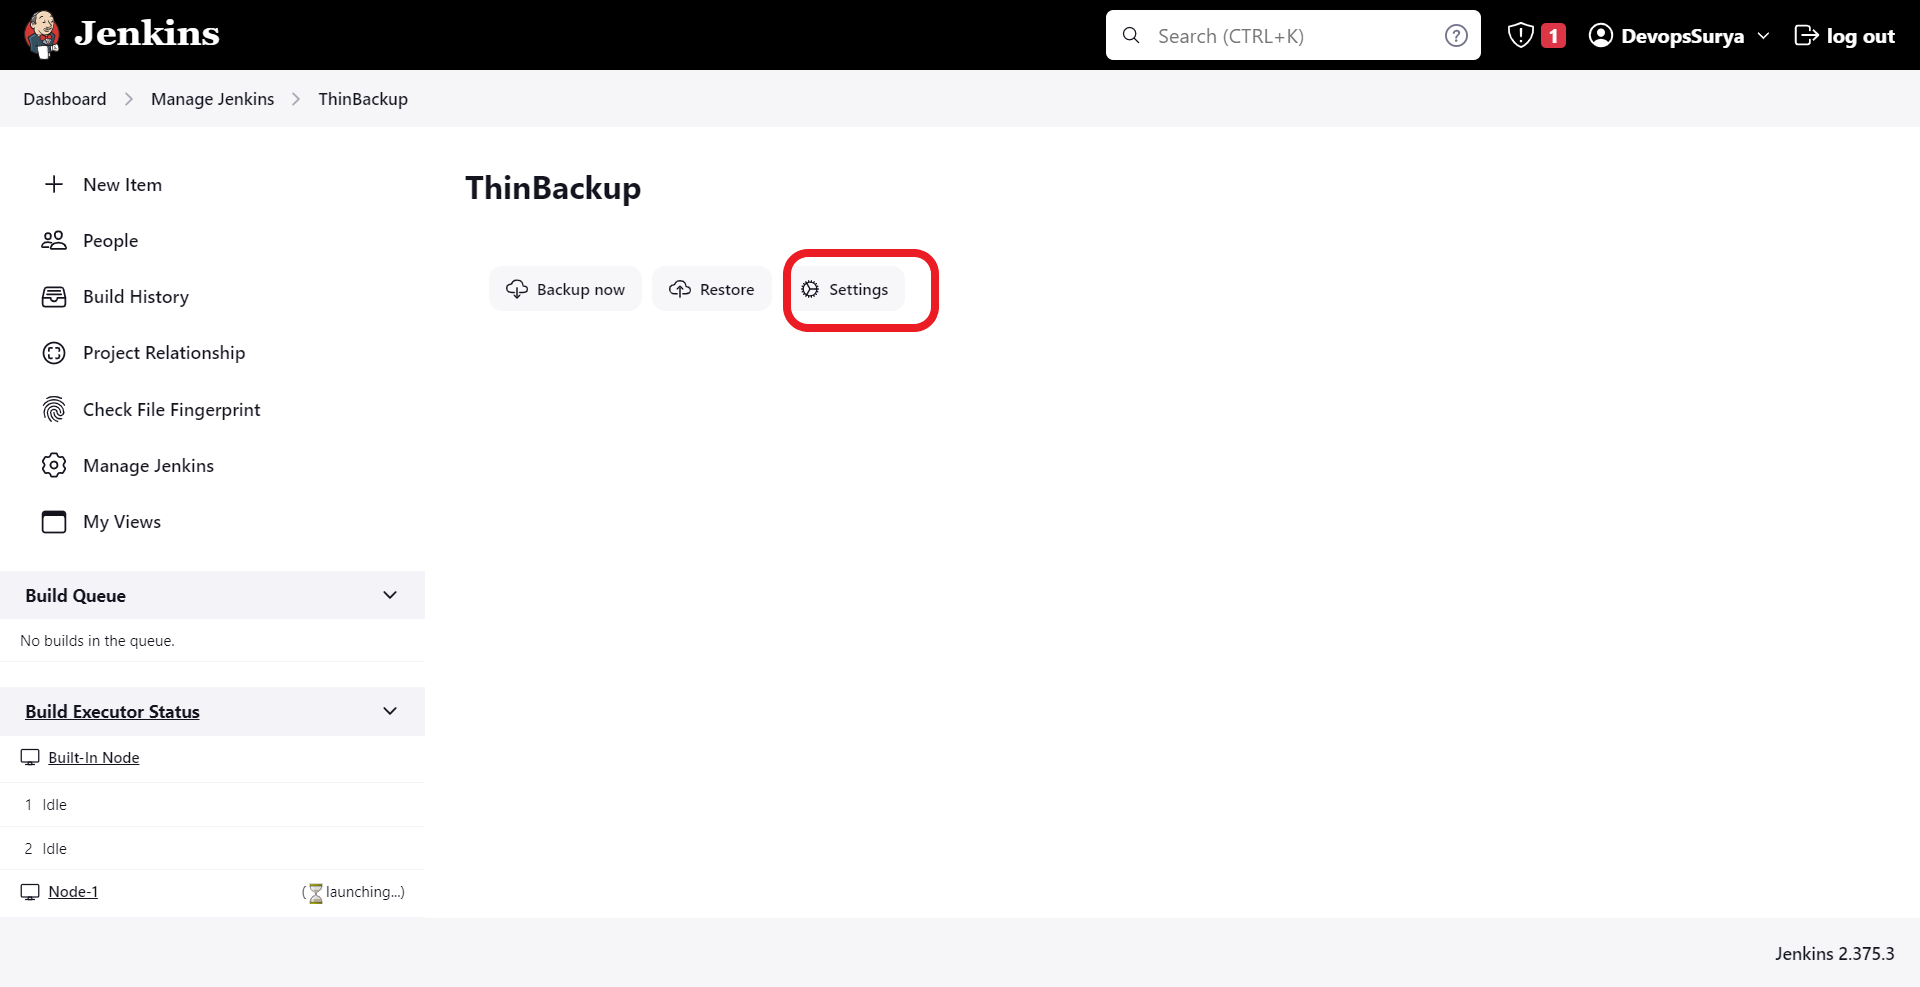 Jenkins
Search (CTRL+K)
?
1
DevopsSurya
log out
Dashboard
Manage Jenkins
ThinBackup
New Item
People
Build History
Project Relationship
Check File Fingerprint
Manage Jenkins
My Views
ThinBackup
Backup now
Restore
Settings
Build Queue
No builds in the queue.
Build Executor Status
Built-In Node
1 Idle
2 Idle
Node-1
(launching...)
Jenkins 2.375.3